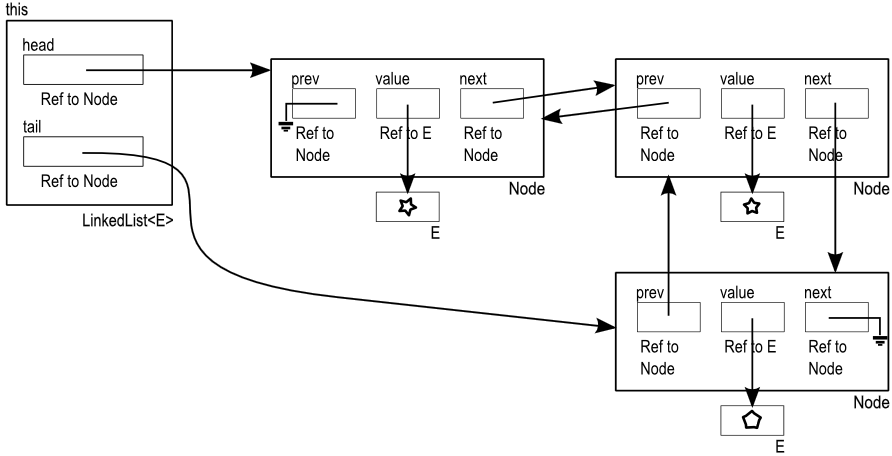 this
head
Ref to Node
tail
Ref to Node
LinkedList<E>
prev value next
Ref to Node
Ref to E
Ref to Node
Node
E
prev value next
Ref to Node
Ref to E
Ref to Node
Node
E
prev value next
Ref to Node
Ref to E
Ref to Node
Node
E